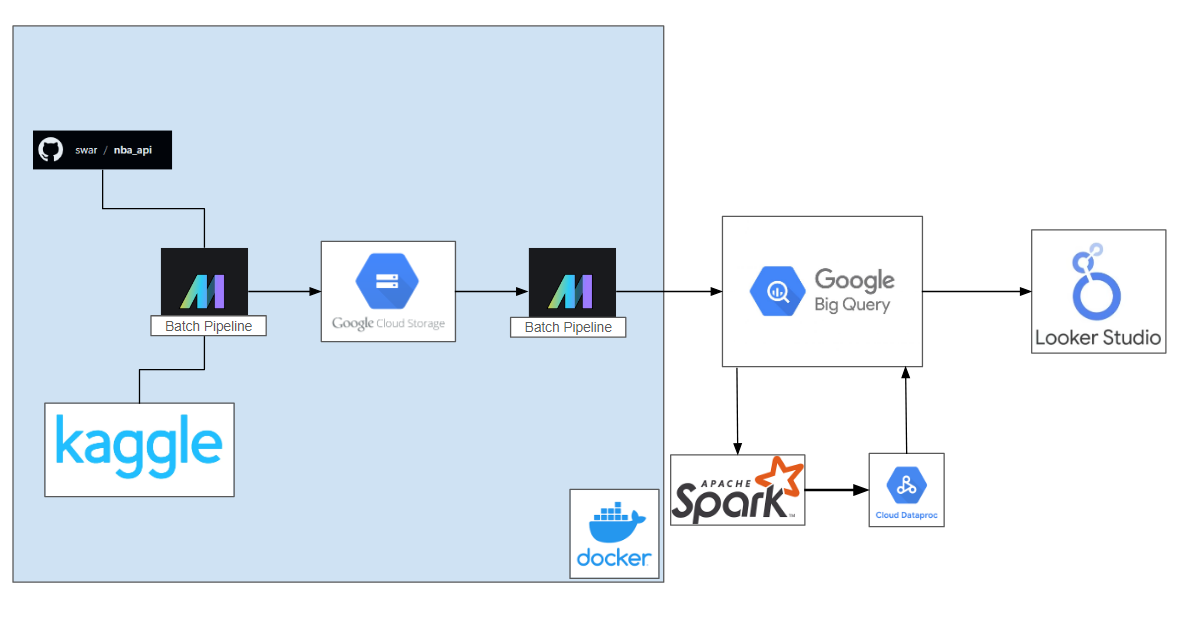 swar / nba_api
Batch Pipeline
Google Cloud Storage
Batch Pipeline
kaggle
docker
Google
Big Query
Looker Studio
APACHE
Spark™
Cloud Dataproc